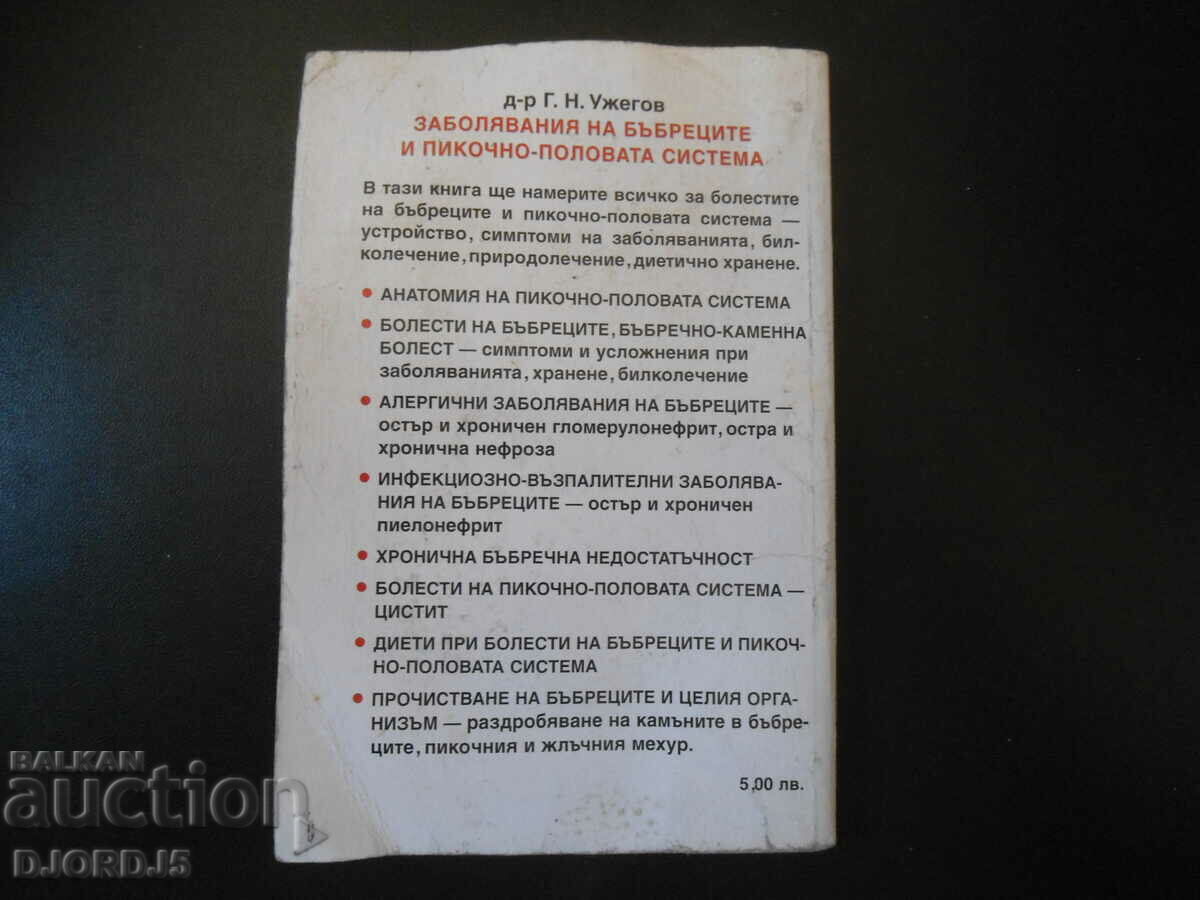 д-р Г. Н. Ужегов
ЗАБОЛЯВАНИЯ НА БЪБРЕЦИТЕ
И ПИКОЧНО-ПОЛОВАТА СИСТЕМА
В тази книга ще намерите всичко за болестите
на бъбреците и пикочно-половата система —
устройство, симптоми на заболяванията, бил-
колечение, природолечение, диетично хранене.
• АНАТОМИЯ НА ПИКОЧНО-ПОЛОВАТА СИСТЕМА
• БОЛЕСТИ НА БЪБРЕЦИТЕ, БЪБРЕЧНО-КАМЕННА
БОЛЕСТ — симптоми и усложнения при
заболяванията, хранене, билколечение
• АЛЕРГИЧНИ ЗАБОЛЯВАНИЯ НА БЪБРЕЦИТЕ —
остър и хроничен гломерулонефрит, остра и
хронична нефроза
• ИНФЕКЦИОЗНО-ВЪЗПАЛИТЕЛНИ ЗАБОЛЯВА-
НИЯ НА БЪБРЕЦИТЕ — остър и хроничен
пиелонефрит
• ХРОНИЧНА БЪБРЕЧНА НЕДОСТАТЪЧНОСТ
• БОЛЕСТИ НА ПИКОЧНО-ПОЛОВАТА СИСТЕМА —
ЦИСТИТ
• ДИЕТИ ПРИ БОЛЕСТИ НА БЪБРЕЦИТЕ И ПИКОЧ-
НО-ПОЛОВАТА СИСТЕМА
• ПРОЧИСТВАНЕ НА БЪБРЕЦИТЕ И ЦЕЛИЯ ОРГА-
НИЗЪМ — раздробяване на камъните в бъбре-
ците, пикочния и жлъчния мехур.
5,00 лв.
BALKAN
auction
DJORDJ5